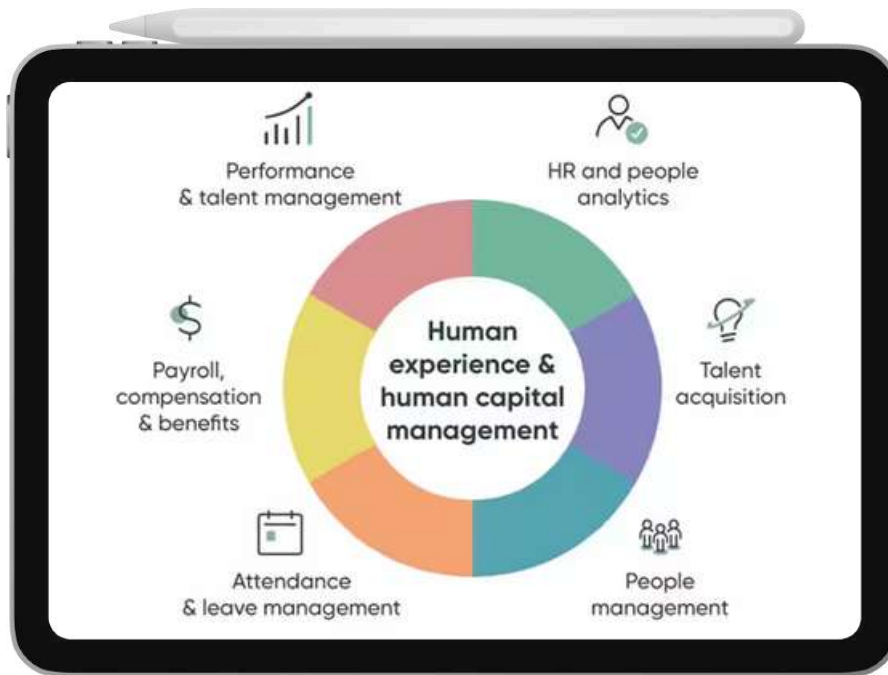 Performance
& talent management
HR and people
analytics
Payroll,
compensation
& benefits
Human
experience &
human capital
management
Talent
acquisition
Attendance
& leave management
People
management
$